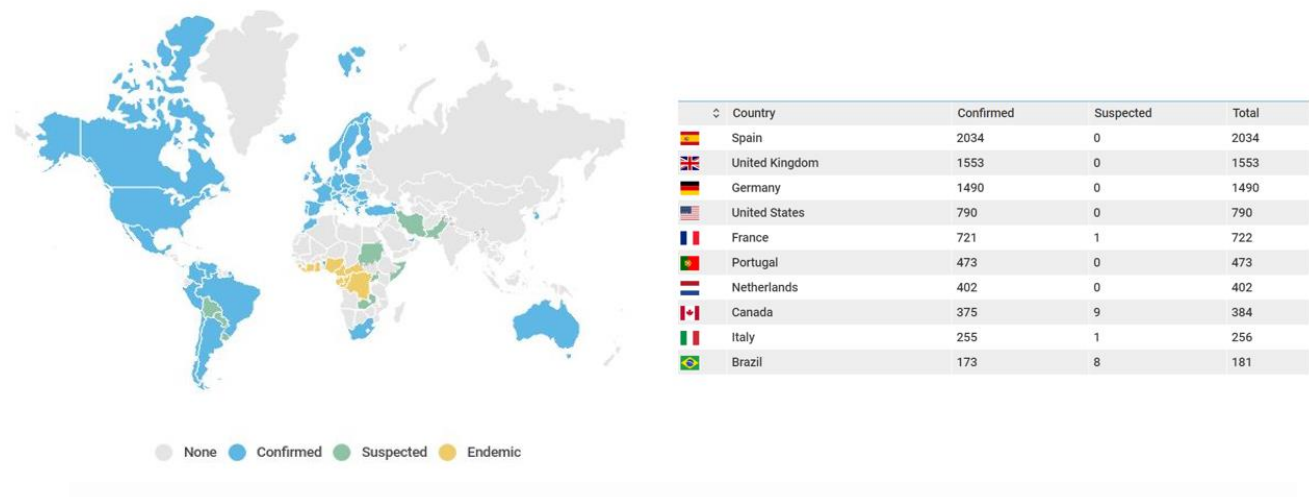 Country Confirmed Suspected Total
Spain 2034 0 2034
United Kingdom 1553 0 1553
Germany 1490 0 1490
United States 790 0 790
France 721 1 722
Portugal 473 0 473
Netherlands 402 0 402
Canada 375 9 384
Italy 255 1 256
Brazil 173 8 181
None Confirmed Suspected Endemic